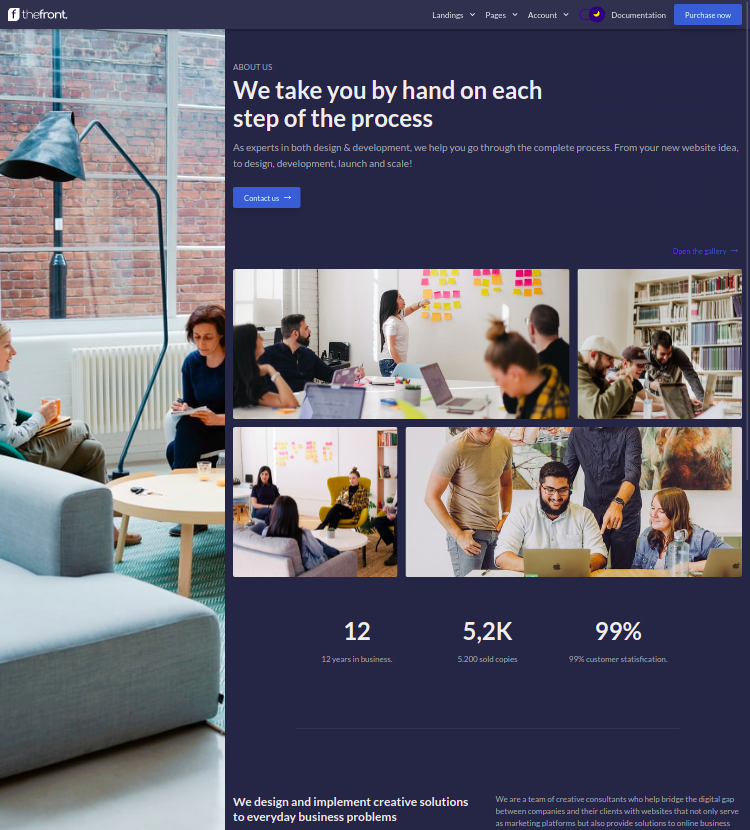 thefront.
Landings Pages Account Documentation Purchase now
ABOUT US
We take you by hand on each
step of the process
As experts in both design & development, we help you go through the complete process. From your new website idea,
to design, development, launch and scale!
Contact us →
Open the gallery →
12 5,2K 99%
12 years in business. 5.200 sold copies 99% customer statisfication.
We design and implement creative solutions
to everyday business problems
We are a team of creative consultants who help bridge the digital gap
between companies and their clients with websites that not only serve
as marketing platforms but also provide solutions to online business